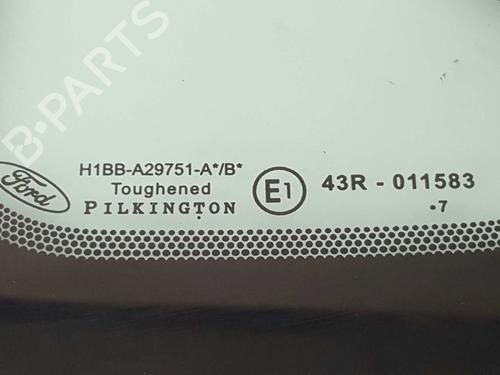 B-PARTS
Ford
H1BB-A29751-A*/B*
Toughened
PILKINGTON
E1
43R - 011583
•7